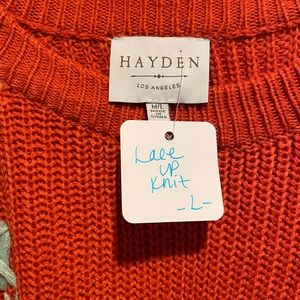 HAYDEN
LOS ANGELES
M/L
MADE
IN
CHINA
Lace
UP
Knit
-L-